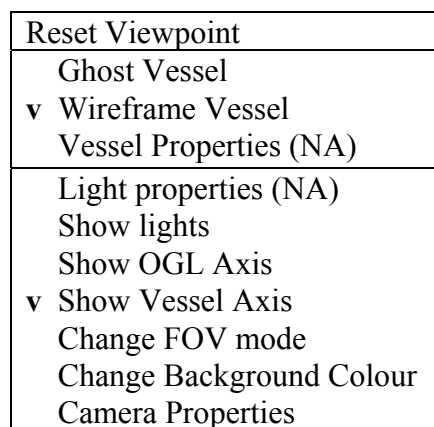 Reset Viewpoint
Ghost Vessel
v Wireframe Vessel
Vessel Properties (NA)
Light properties (NA)
Show lights
Show OGL Axis
v Show Vessel Axis
Change FOV mode
Change Background Colour
Camera Properties